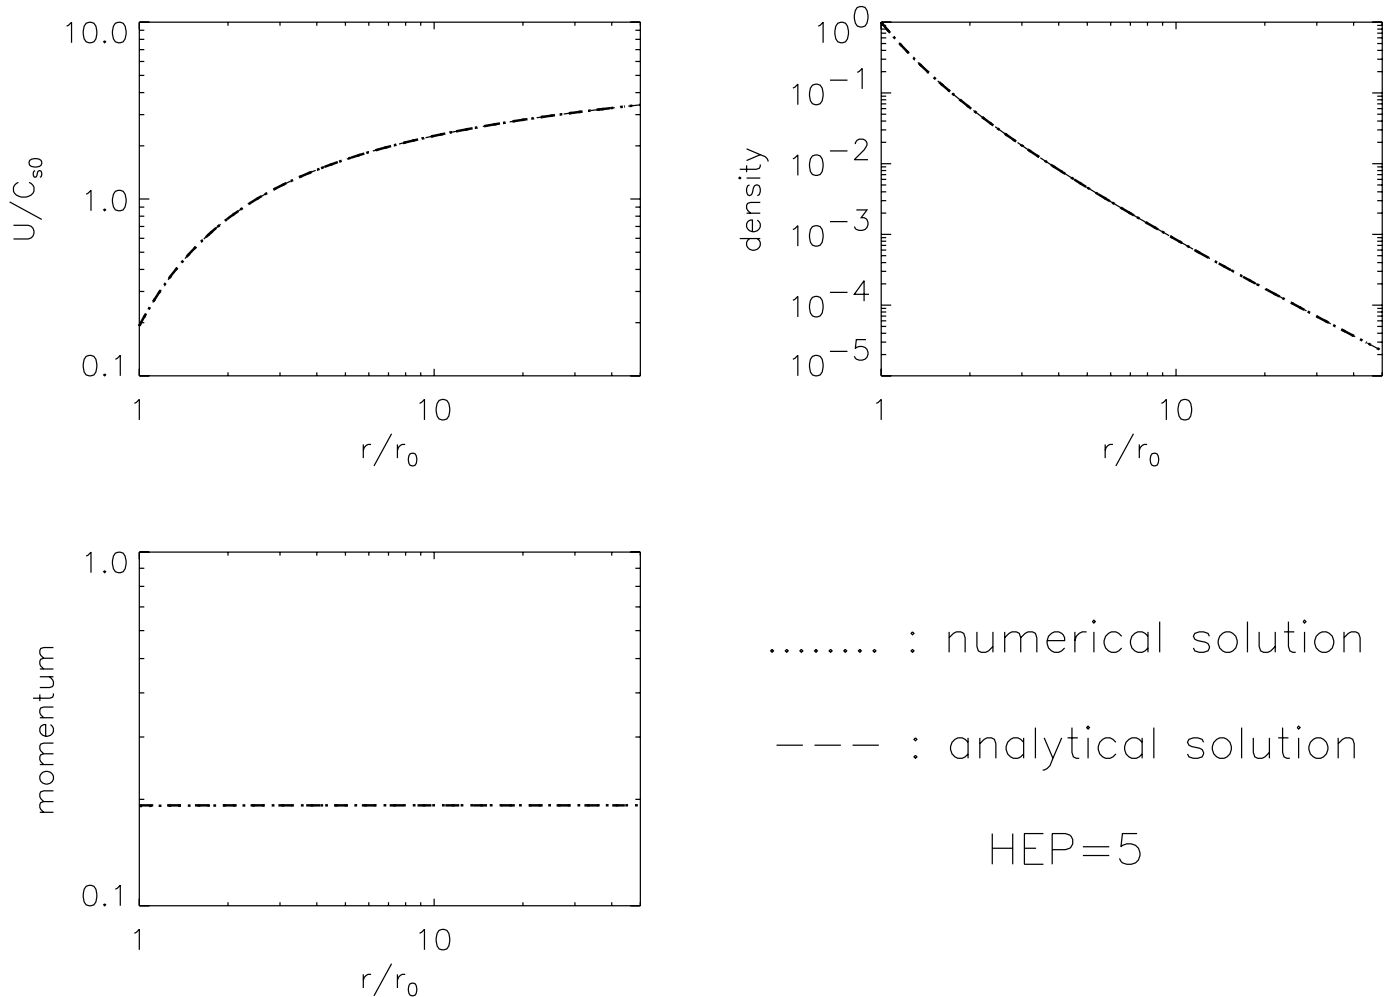 10.0
1.0
0.1
U/C_{s0}
1 10
r/r_0
10^0
10^{-1}
10^{-2}
10^{-3}
10^{-4}
10^{-5}
density
1 10
r/r_0
1.0
0.1
momentum
1 10
r/r_0
........ : numerical solution
— — — : analytical solution
HEP=5